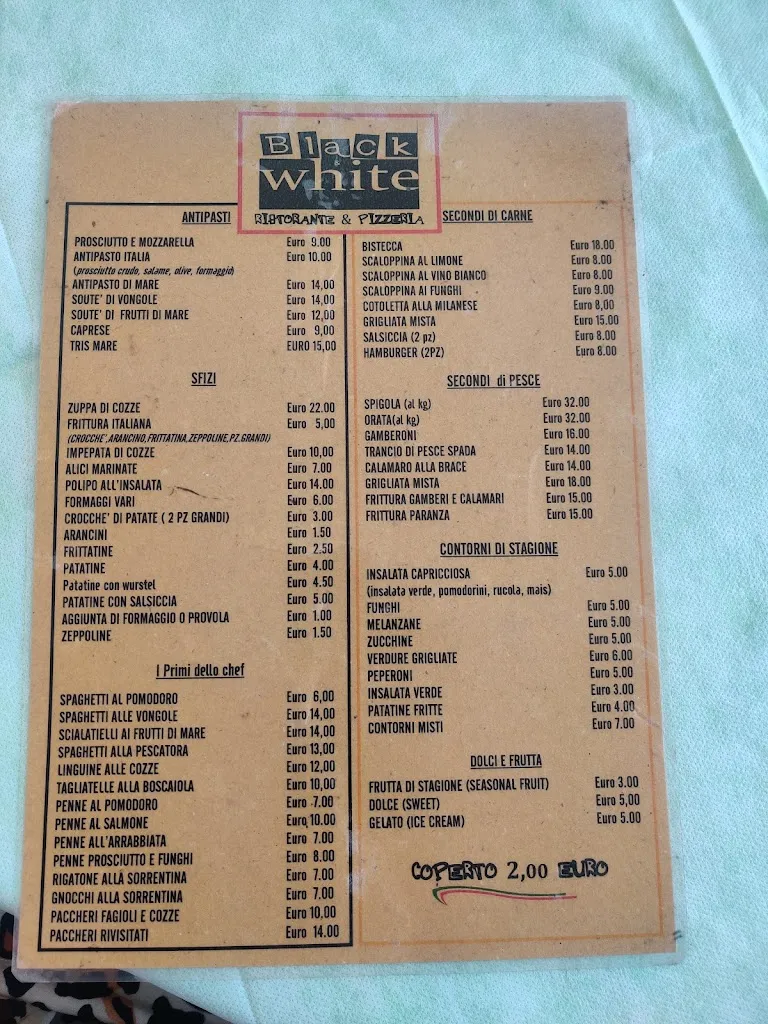 Black
&
white
RISTORANTE & PIZZERIA
ANTIPASTI
PROSCIUTTO E MOZZARELLA Euro 9.00
ANTIPASTO ITALIA Euro 10.00
(prosciutto crudo, salame, olive, formaggio)
ANTIPASTO DI MARE Euro 14,00
SOUTE' DI VONGOLE Euro 14,00
SOUTE' DI FRUTTI DI MARE Euro 12,00
CAPRESE Euro 9,00
TRIS MARE EURO 15,00
SFIZI
ZUPPA DI COZZE Euro 22.00
FRITTURA ITALIANA Euro 5,00
(CROCCHE',ARANCINO,FRITTATINA,ZEPPOLINE,PZ.GRANDI)
IMPEPATA DI COZZE Euro 10,00
ALICI MARINATE Euro 7.00
POLIPO ALL'INSALATA Euro 14.00
FORMAGGI VARI Euro 6.00
CROCCHE' DI PATATE ( 2 PZ GRANDI) Euro 3.00
ARANCINI Euro 1.50
FRITTATINE Euro 2.50
PATATINE Euro 4.00
Patatine con wurstel Euro 4.50
PATATINE CON SALSICCIA Euro 5.00
AGGIUNTA DI FORMAGGIO O PROVOLA Euro 1.00
ZEPPOLINE Euro 1.50
I Primi dello chef
SPAGHETTI AL POMODORO Euro 6,00
SPAGHETTI ALLE VONGOLE Euro 14,00
SCIALATIELLI AI FRUTTI DI MARE Euro 14,00
SPAGHETTI ALLA PESCATORA Euro 13,00
LINGUINE ALLE COZZE Euro 12,00
TAGLIATELLE ALLA BOSCAIOLA Euro 10,00
PENNE AL POMODORO Euro 7.00
PENNE AL SALMONE Euro 10.00
PENNE ALL'ARRABBIATA Euro 7.00
PENNE PROSCIUTTO E FUNGHI Euro 8.00
RIGATONE ALLA SORRENTINA Euro 7.00
GNOCCHI ALLA SORRENTINA Euro 7.00
PACCHERI FAGIOLI E COZZE Euro 10,00
PACCHERI RIVISITATI Euro 14.00
SECONDI DI CARNE
BISTECCA Euro 18.00
SCALOPPINA AL LIMONE Euro 8.00
SCALOPPINA AL VINO BIANCO Euro 8.00
SCALOPPINA AI FUNGHI Euro 9.00
COTOLETTA ALLA MILANESE Euro 8,00
GRIGLIATA MISTA Euro 15.00
SALSICCIA (2 pz) Euro 8.00
HAMBURGER (2PZ) Euro 8.00
SECONDI di PESCE
SPIGOLA (al kg) Euro 32.00
ORATA(al kg) Euro 32.00
GAMBERONI Euro 16.00
TRANCIO DI PESCE SPADA Euro 14.00
CALAMARO ALLA BRACE Euro 14.00
GRIGLIATA MISTA Euro 18.00
FRITTURA GAMBERI E CALAMARI Euro 15.00
FRITTURA PARANZA Euro 15.00
CONTORNI DI STAGIONE
INSALATA CAPRICCIOSA Euro 5.00
(insalata verde, pomodorini, rucola, mais)
FUNGHI Euro 5.00
MELANZANE Euro 5.00
ZUCCHINE Euro 5.00
VERDURE GRIGLIATE Euro 6.00
PEPERONI Euro 5.00
INSALATA VERDE Euro 3.00
PATATINE FRITTE Euro 4.00
CONTORNI MISTI Euro 7.00
DOLCI E FRUTTA
FRUTTA DI STAGIONE (SEASONAL FRUIT) Euro 3.00
DOLCE (SWEET) Euro 5,00
GELATO (ICE CREAM) Euro 5.00
COPERTO 2,00 EURO